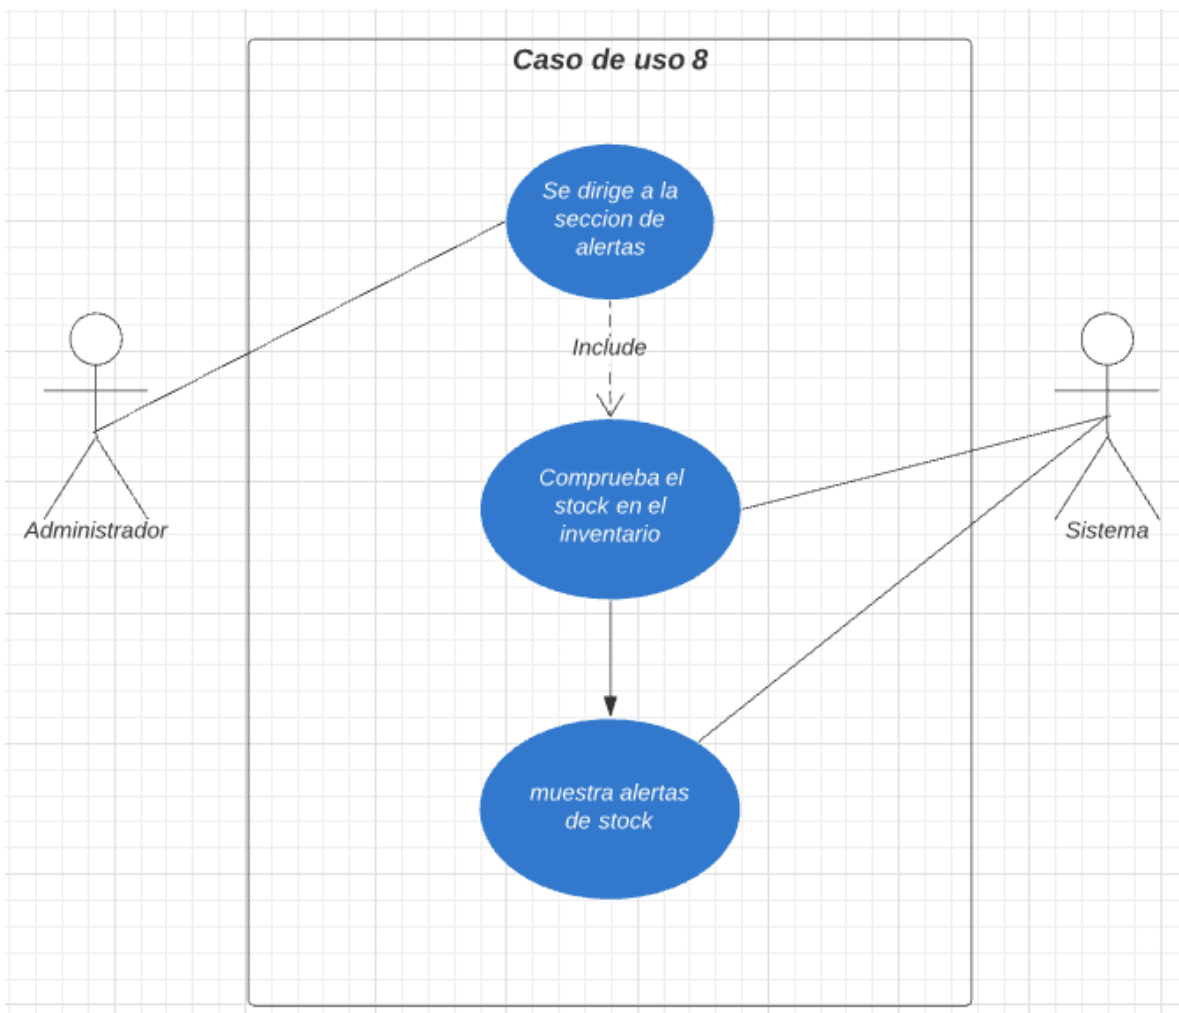 Caso de uso 8
Se dirige a la
seccion de
alertas
Include
Comprueba el
stock en el
inventario
Administrador
Sistema
muestra alertas
de stock